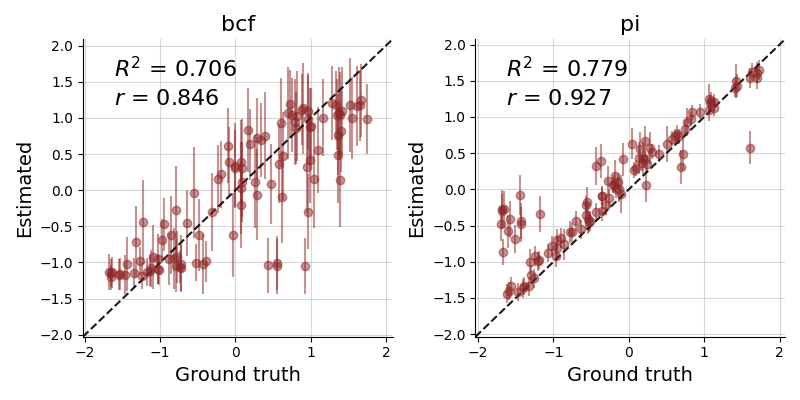 bcf
R² = 0.706
r = 0.846
2.0
1.5
1.0
0.5
0.0
−0.5
−1.0
−1.5
−2.0
−2
−1
0
1
2
Estimated
Ground truth
pi
R² = 0.779
r = 0.927
2.0
1.5
1.0
0.5
0.0
−0.5
−1.0
−1.5
−2.0
−2
−1
0
1
2
Estimated
Ground truth